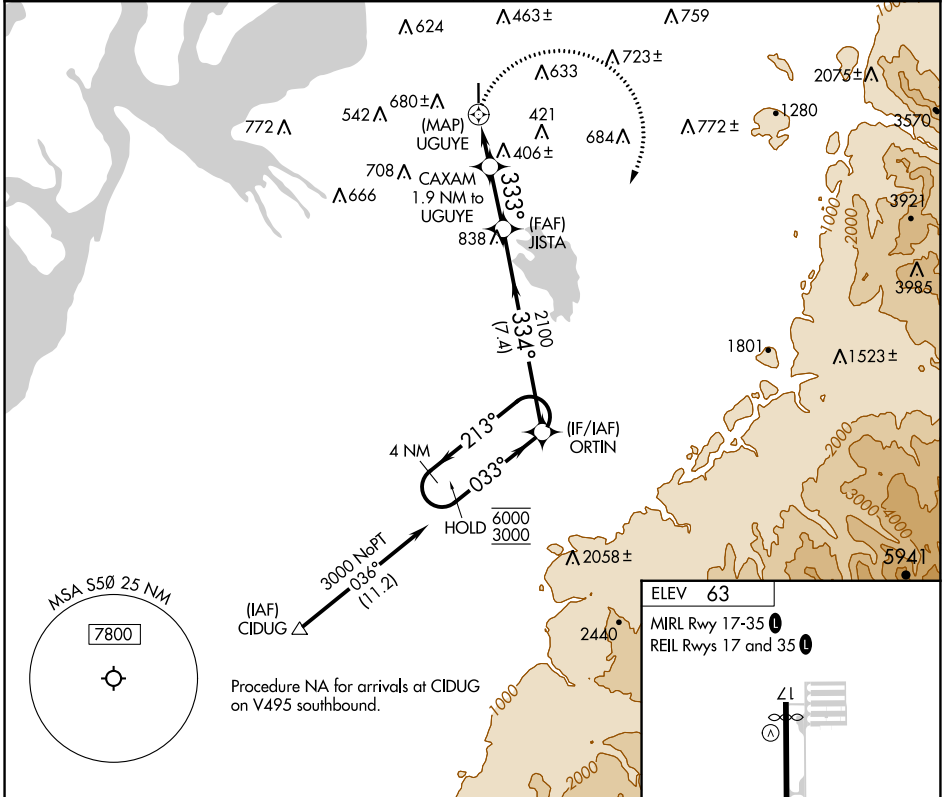 624
463±
759
723±
633
2075±
680±
542
772
421
1280
3570
(MAP)
UGUYE
684
772±
406±
708
666
CAXAM
1.9 NM to
UGUYE
333°
(FAF)
JISTA
838
1000
2000
3921
3985
2100
334°
(7.4)
1801
1523±
213°
4 NM
033°
(IF/IAF)
ORTIN
HOLD
6000
3000
2000
3000
4000
3000 NoPT
036°
(11.2)
2058±
5941
MSA S5Ø 25 NM
7800
(IAF)
CIDUG
2440
Procedure NA for arrivals at CIDUG
on V495 southbound.
1000
2000
ELEV 63
MIRL Rwy 17-35 L
REIL Rwys 17 and 35 L
17